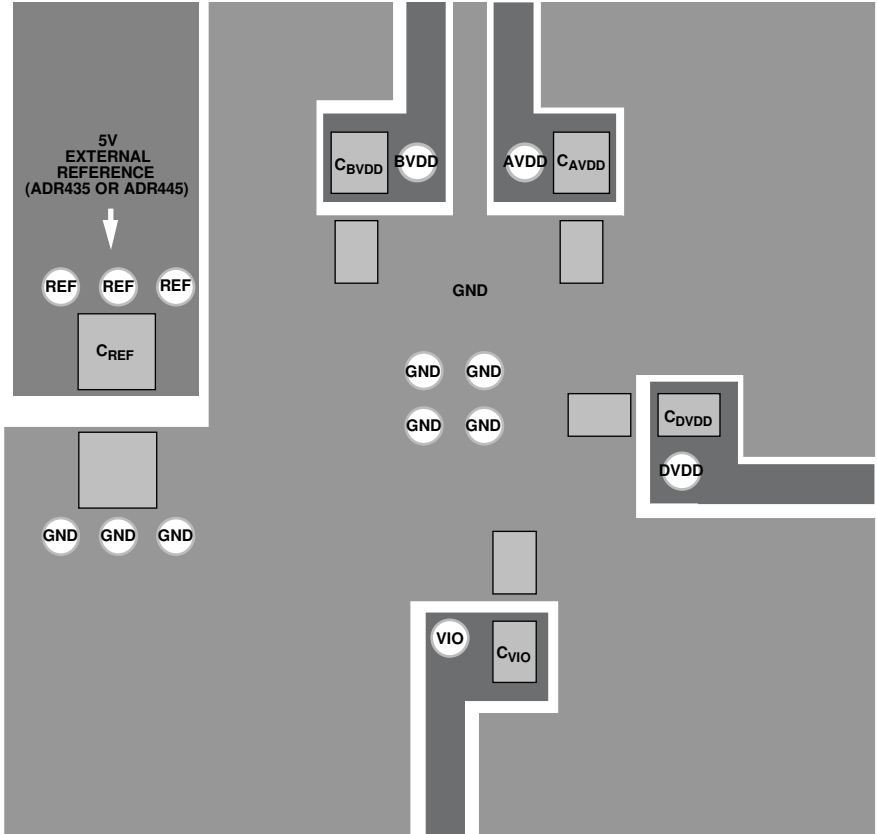 5V
EXTERNAL
REFERENCE
(ADR435 OR ADR445)
CBVDD BVDD AVDD CAVDD
REF REF REF
GND
CREF
GND GND
GND GND
CDVDD
DVDD
GND GND GND
VIO CVIO